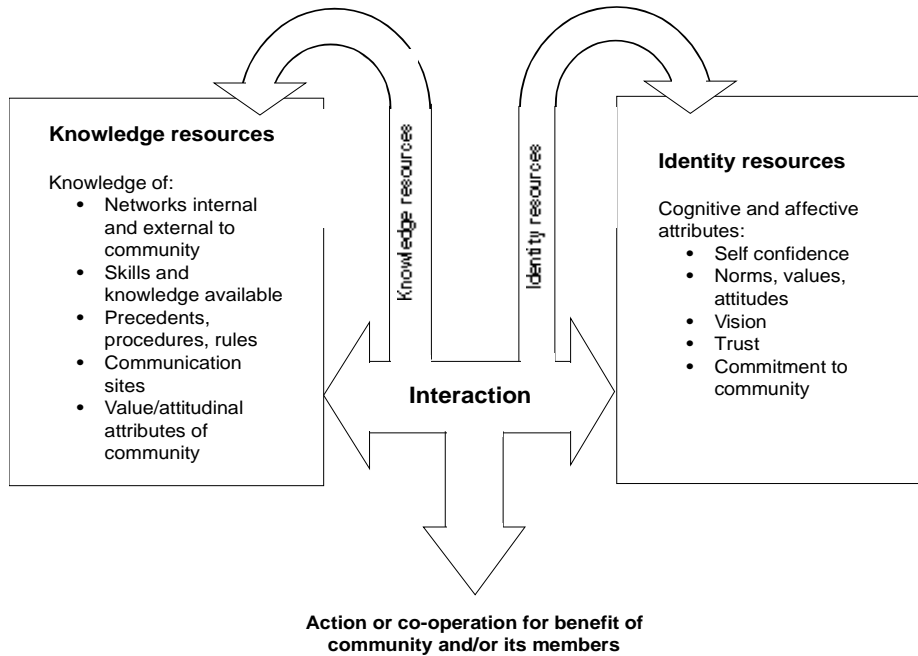 Knowledge resources
Knowledge of:
• Networks internal
and external to
community
• Skills and
knowledge available
• Precedents,
procedures, rules
• Communication
sites
• Value/attitudinal
attributes of
community
Knowledge resources
Identity resources
Identity resources
Cognitive and affective
attributes:
• Self confidence
• Norms, values,
attitudes
• Vision
• Trust
• Commitment to
community
Interaction
Action or co-operation for benefit of
community and/or its members